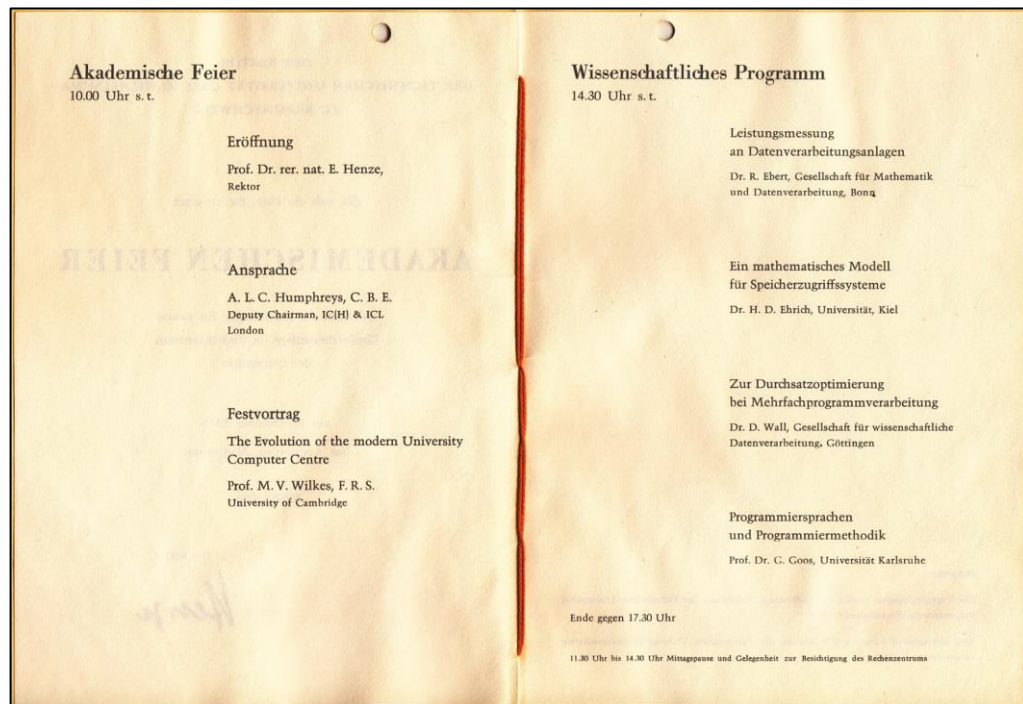 Akademische Feier
10.00 Uhr s. t.
Eröffnung
Prof. Dr. rer. nat. E. Henze,
Rektor
Ansprache
A. L. C. Humphreys, C. B. E.
Deputy Chairman, IC(H) & ICL
London
Festvortrag
The Evolution of the modern University
Computer Centre
Prof. M. V. Wilkes, F. R. S.
University of Cambridge
Wissenschaftliches Programm
14.30 Uhr s. t.
Leistungsmessung
an Datenverarbeitungsanlagen
Dr. R. Ebert, Gesellschaft für Mathematik
und Datenverarbeitung, Bonn
Ein mathematisches Modell
für Speicherzugriffssysteme
Dr. H. D. Ehrich, Universität, Kiel
Zur Durchsatzoptimierung
bei Mehrfachprogrammverarbeitung
Dr. D. Wall, Gesellschaft für wissenschaftliche
Datenverarbeitung, Göttingen
Programmiersprachen
und Programmiermethodik
Prof. Dr. G. Goos, Universität Karlsruhe
Ende gegen 17.30 Uhr
11.30 Uhr bis 14.30 Uhr Mittagspause und Gelegenheit zur Besichtigung des Rechenzentrums